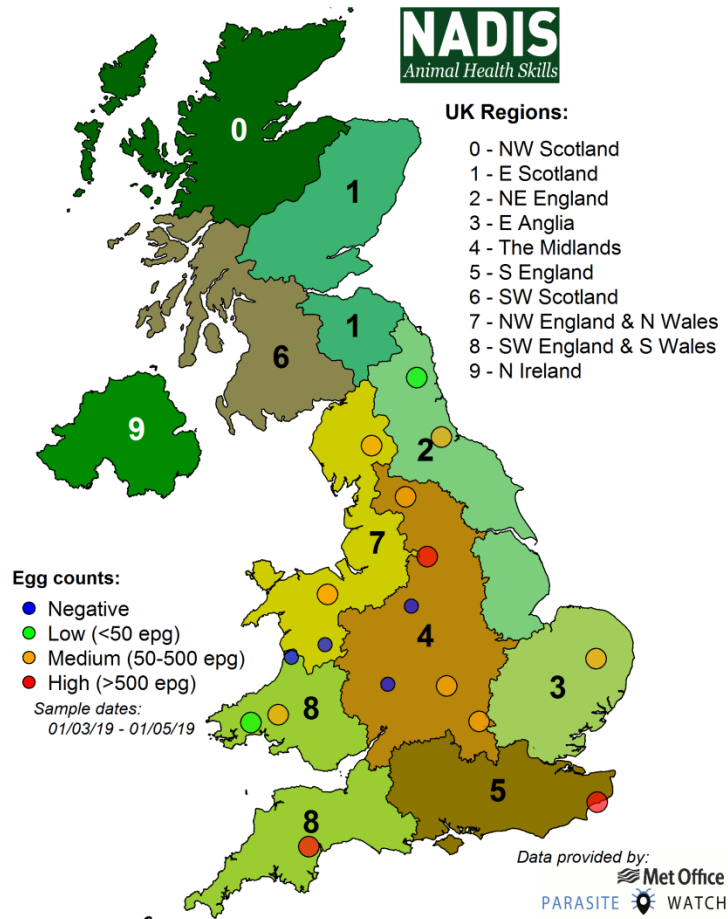 NADIS
Animal Health Skills
UK Regions:
0 - NW Scotland
1 - E Scotland
2 - NE England
3 - E Anglia
4 - The Midlands
5 - S England
6 - SW Scotland
7 - NW England & N Wales
8 - SW England & S Wales
9 - N Ireland
0
1
1
6
9
2
7
4
3
8
5
8
Egg counts:
Negative
Low (<50 epg)
Medium (50-500 epg)
High (>500 epg)
Sample dates:
01/03/19 - 01/05/19
Data provided by:
Met Office
PARASITE WATCH